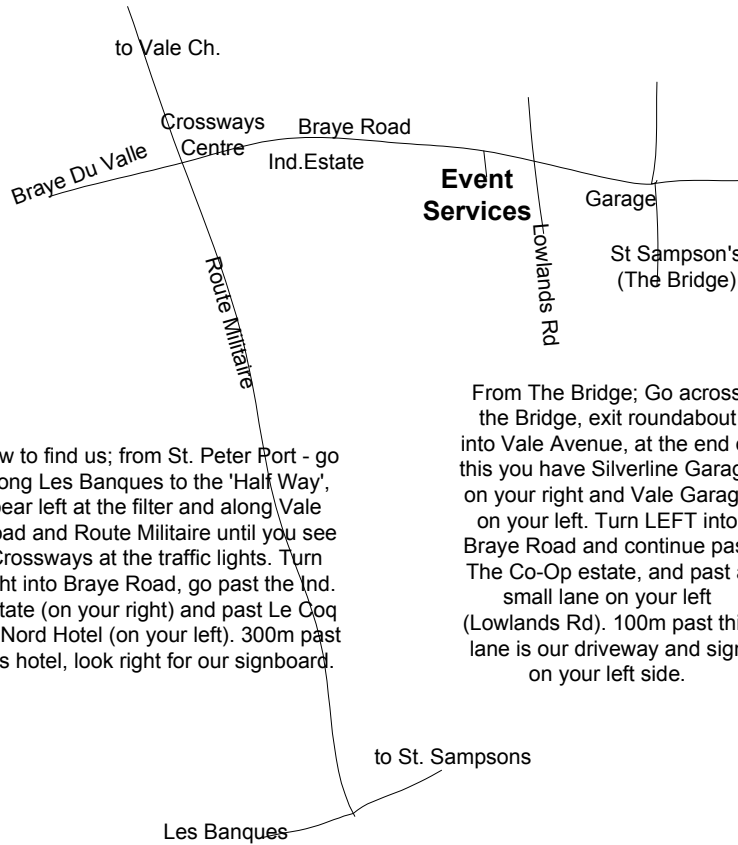 to Vale Ch.
Crossways
Centre
Braye Road
Braye Du Valle
Ind.Estate
Event
Services
Garage
Lowlands Rd
St Sampson's
(The Bridge)
Route Militaire
w to find us; from St. Peter Port - go
ong Les Banques to the 'Half Way',
bear left at the filter and along Vale
oad and Route Militaire until you see
Crossways at the traffic lights. Turn
ht into Braye Road, go past the Ind.
tate (on your right) and past Le Coq
Nord Hotel (on your left). 300m past
s hotel, look right for our signboard.
From The Bridge; Go across
the Bridge, exit roundabout
into Vale Avenue, at the end
this you have Silverline Garag
on your right and Vale Garag
on your left. Turn LEFT into
Braye Road and continue pas
The Co-Op estate, and past a
small lane on your left
(Lowlands Rd). 100m past thi
lane is our driveway and sign
on your left side.
to St. Sampsons
Les Banques